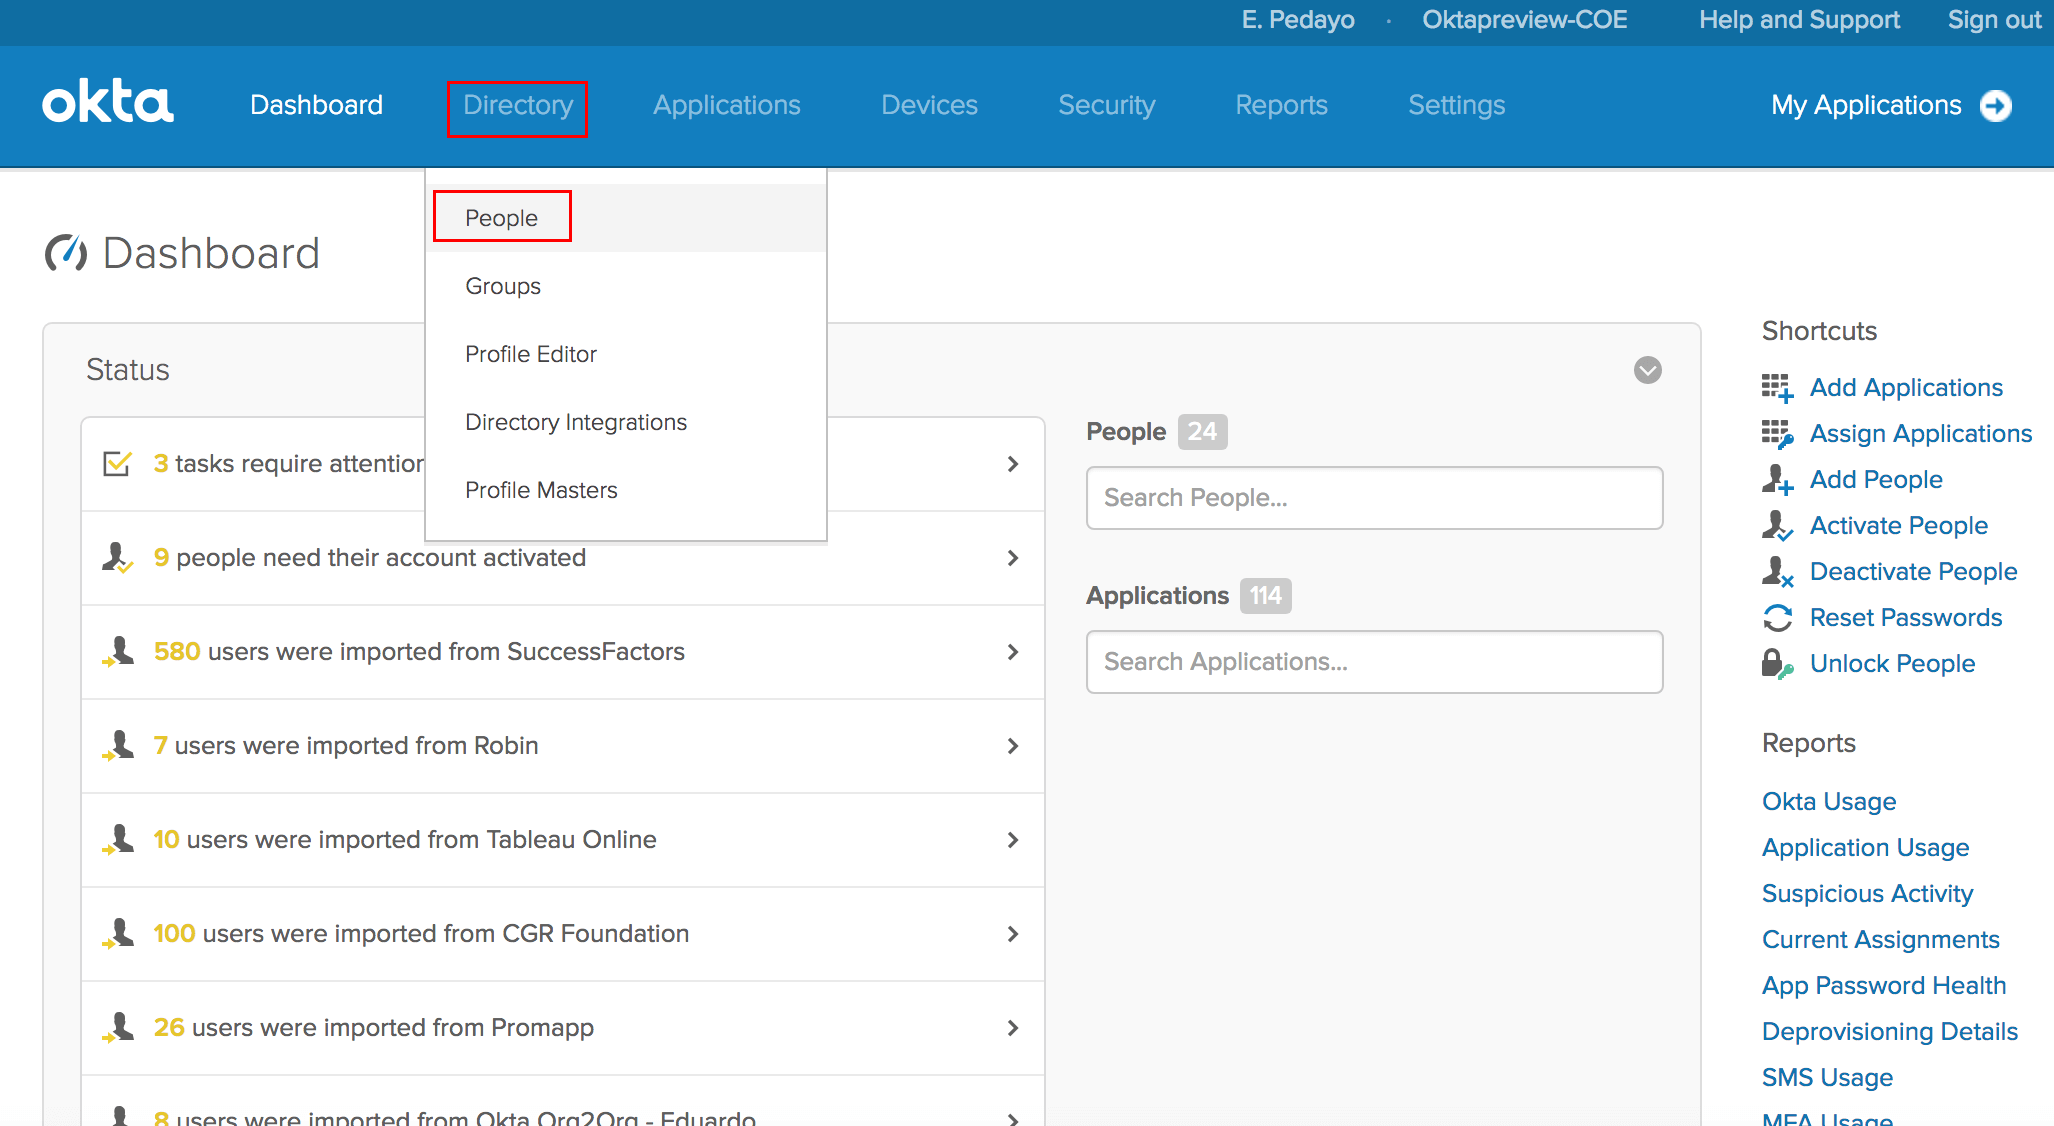 E. Pedayo · Oktapreview-COE Help and Support Sign out
okta Dashboard Directory Applications Devices Security Reports Settings My Applications
People
Groups
Profile Editor
Directory Integrations
Profile Masters
Dashboard
Status
3 tasks require attention
9 people need their account activated
580 users were imported from SuccessFactors
7 users were imported from Robin
10 users were imported from Tableau Online
100 users were imported from CGR Foundation
26 users were imported from Promapp
8 users were imported from Okta Org2Org - Eduardo
People 24
Search People...
Applications 114
Search Applications...
Shortcuts
Add Applications
Assign Applications
Add People
Activate People
Deactivate People
Reset Passwords
Unlock People
Reports
Okta Usage
Application Usage
Suspicious Activity
Current Assignments
App Password Health
Deprovisioning Details
SMS Usage
MFA Usage